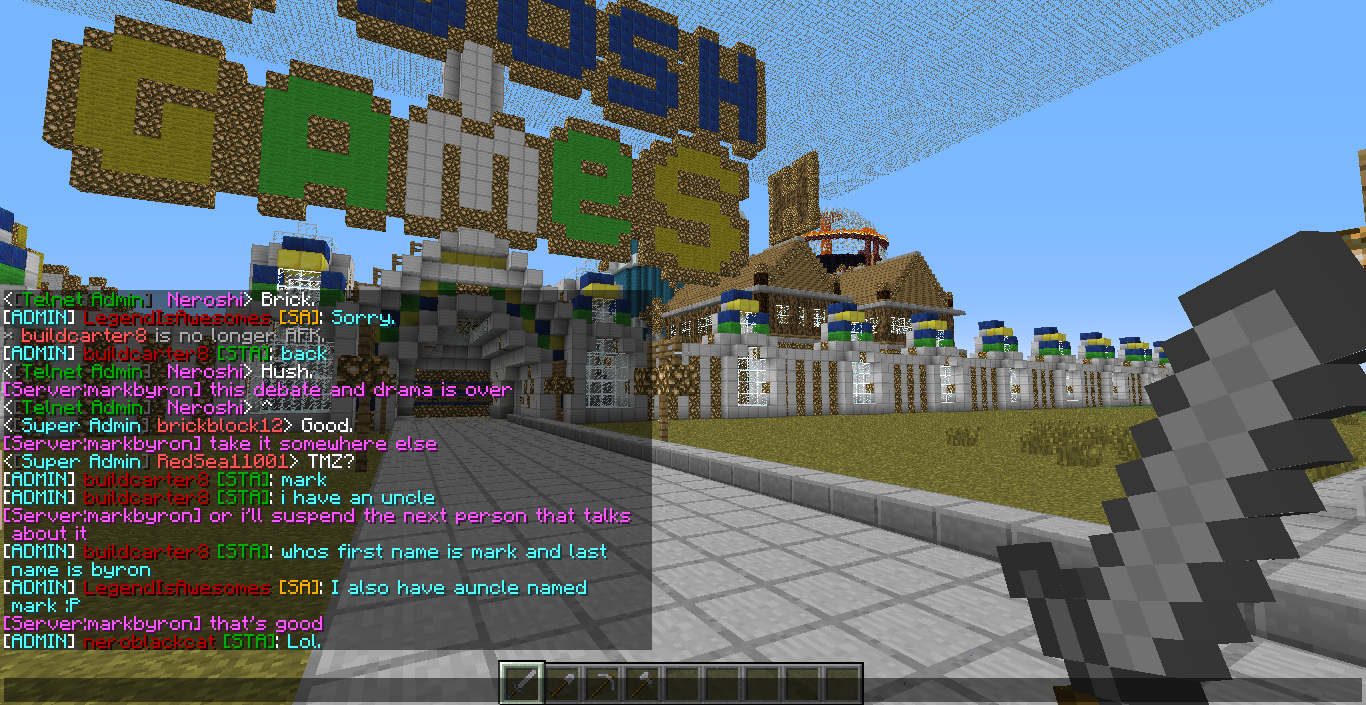 OSH
GAMES
<[Telnet Admin] Neroshi> Brick.
[ADMIN] LegendIsAwesomes [SA]: Sorry.
* buildcarter8 is no longer AFK.
[ADMIN] buildcarter8 [STA]: back
<[Telnet Admin] Neroshi> Hush.
[Server:markbyron] this debate and drama is over
<[Telnet Admin] Neroshi> ^
<[Super Admin] brickblock12> Good.
[Server:markbyron] take it somewhere else
<[Super Admin] RedSea11001> TMZ?
[ADMIN] buildcarter8 [STA]: mark
[ADMIN] buildcarter8 [STA]: i have an uncle
[Server:markbyron] or i'll suspend the next person that talks
about it
[ADMIN] buildcarter8 [STA]: whos first name is mark and last
name is byron
[ADMIN] LegendIsAwesomes [SA]: I also have auncle named
mark :P
[Server:markbyron] that's good
[ADMIN] neroblackcat [STA]: Lol.